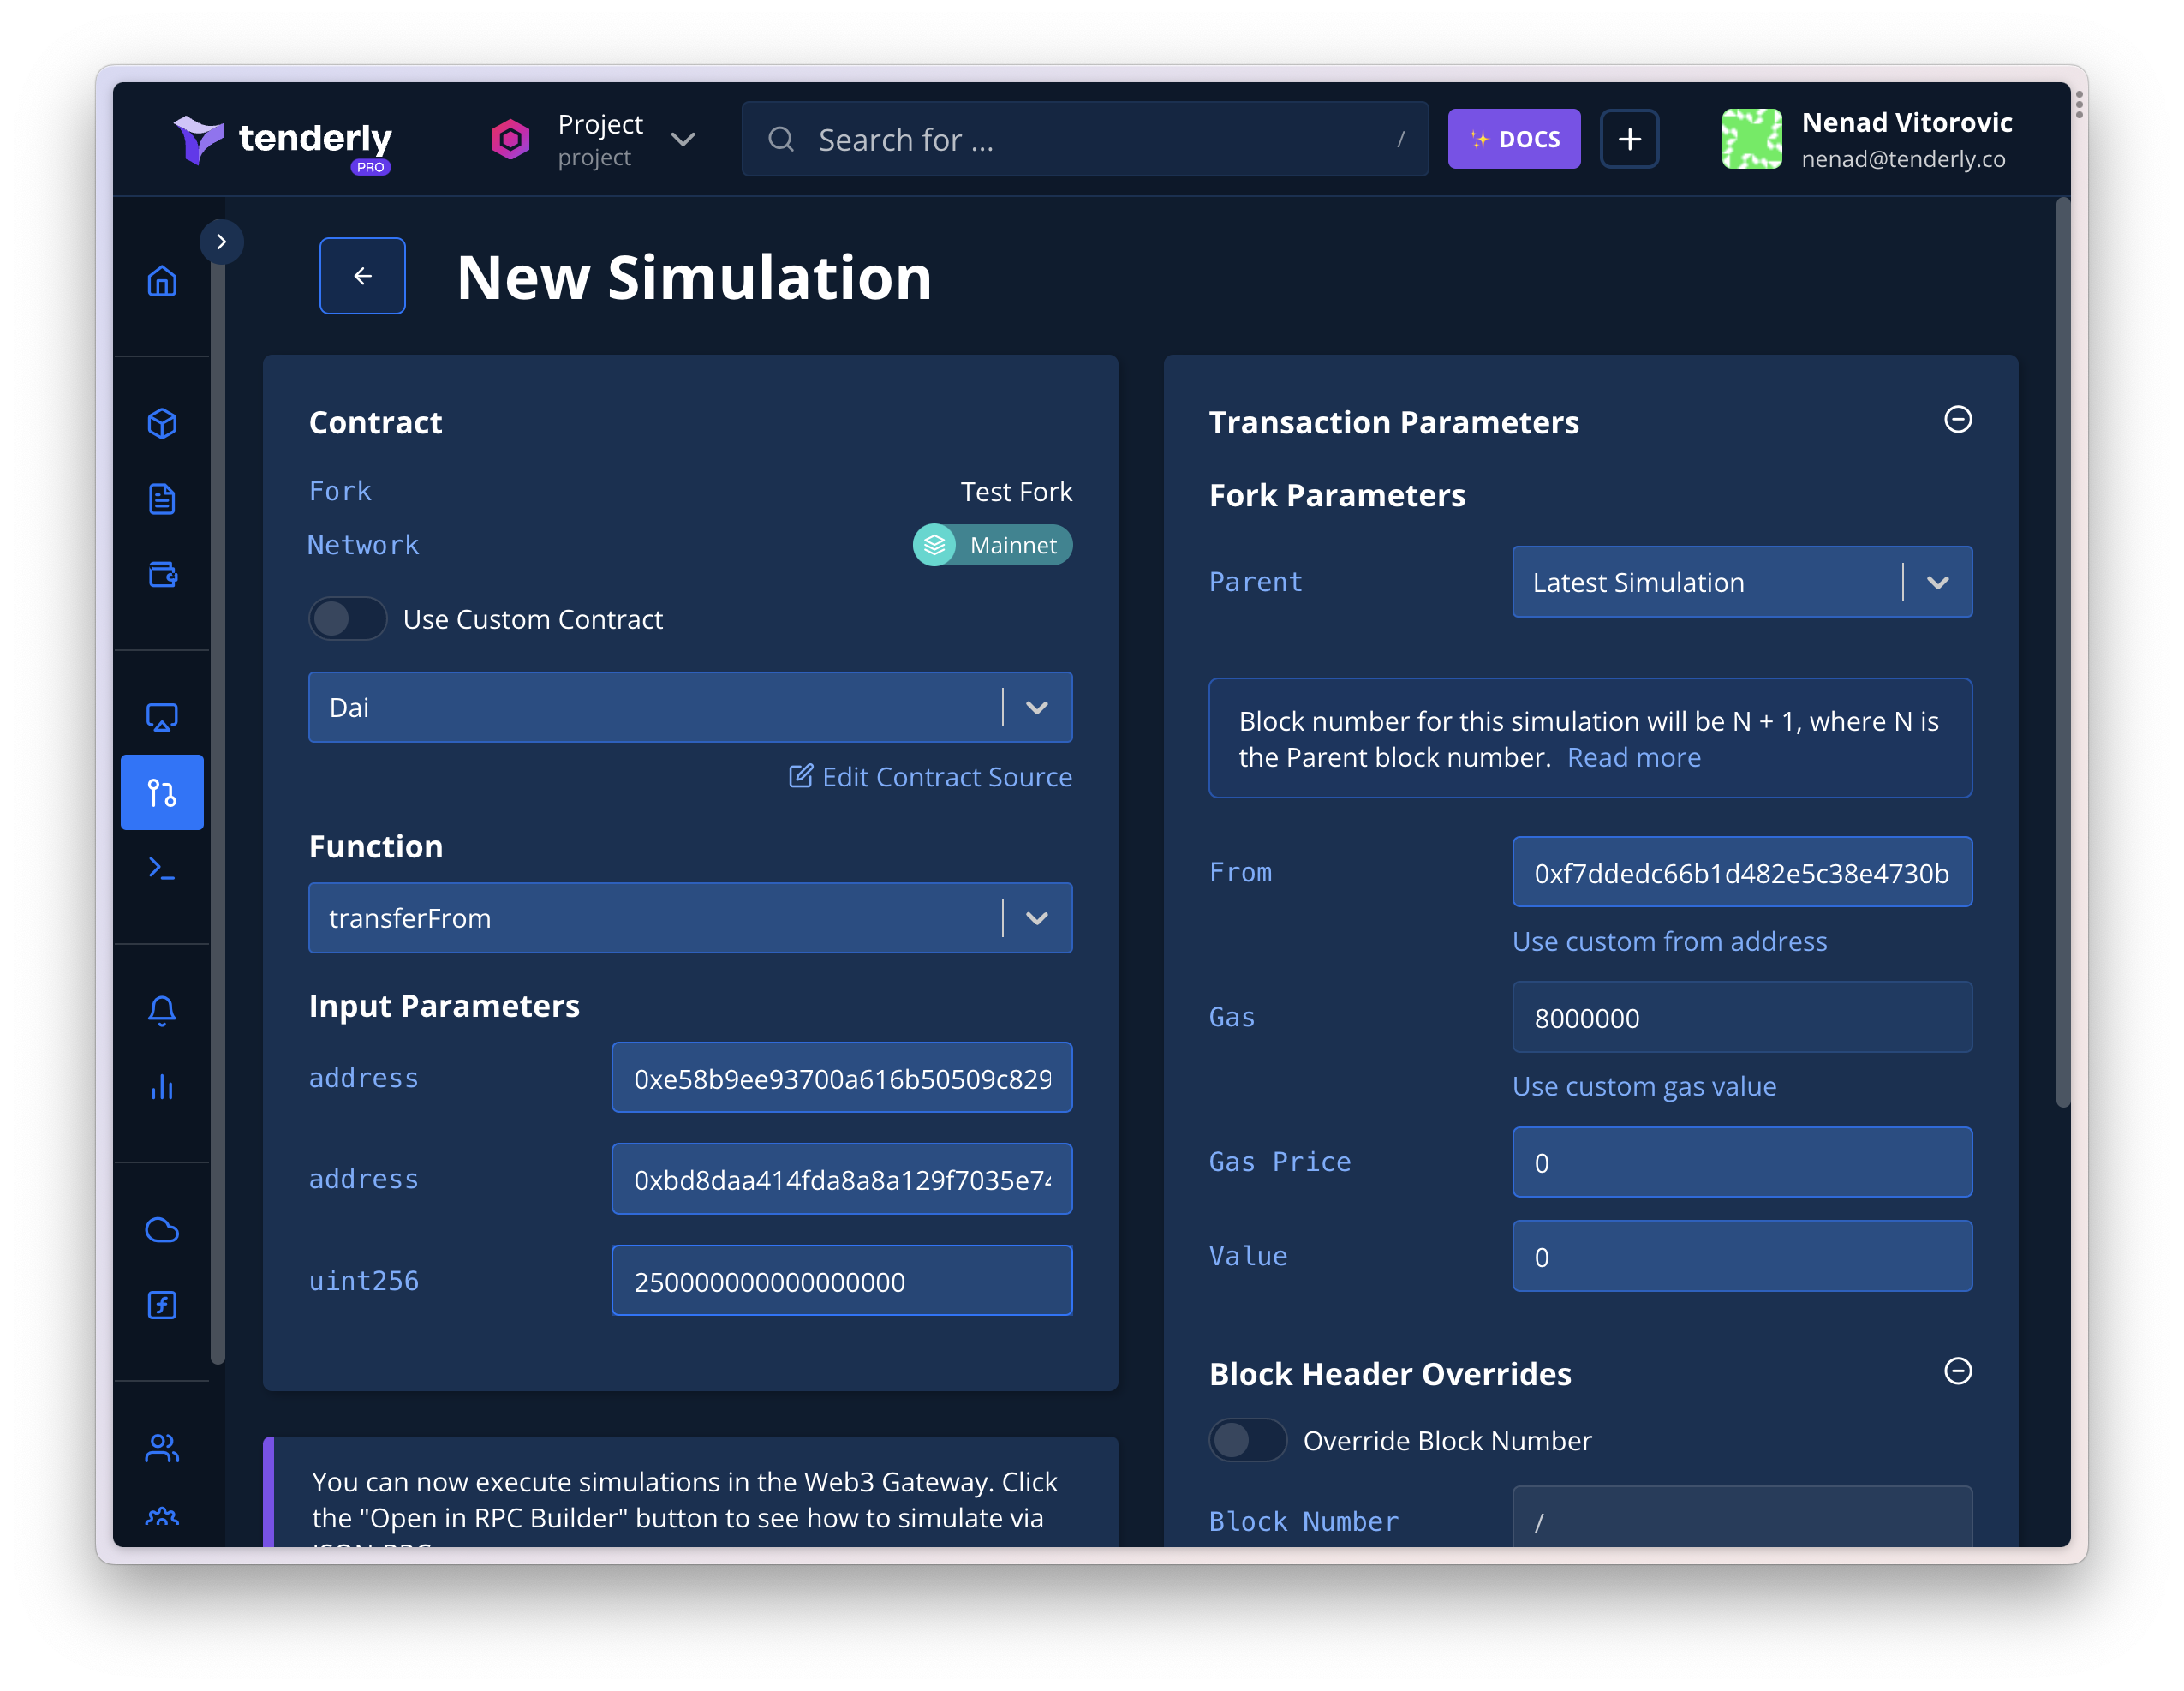 tenderly
PRO
Project
project
Search for ...
/
✨ DOCS
Nenad Vitorovic
nenad@tenderly.co
New Simulation
Contract
Fork
Test Fork
Network
Mainnet
Use Custom Contract
Dai
Edit Contract Source
Function
transferFrom
Input Parameters
address
0xe58b9ee93700a616b50509c829
address
0xbd8daa414fda8a8a129f7035e74
uint256
250000000000000000
You can now execute simulations in the Web3 Gateway. Click
the "Open in RPC Builder" button to see how to simulate via
Transaction Parameters
Fork Parameters
Parent
Latest Simulation
Block number for this simulation will be N + 1, where N is
the Parent block number. Read more
From
0xf7ddedc66b1d482e5c38e4730b
Use custom from address
Gas
8000000
Use custom gas value
Gas Price
0
Value
0
Block Header Overrides
Override Block Number
Block Number
/